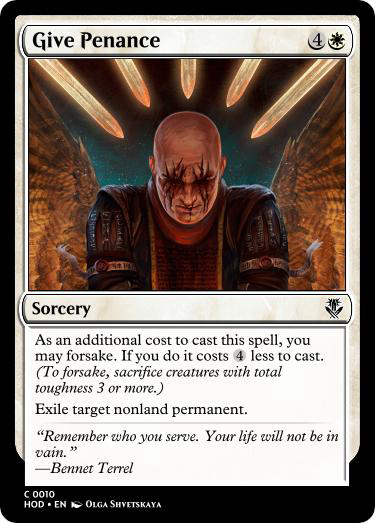 Give Penance 4
Sorcery
As an additional cost to cast this spell, you
may forsake. If you do it costs 4 less to cast.
(To forsake, sacrifice creatures with total
toughness 3 or more.)
Exile target nonland permanent.
“Remember who you serve. Your life will not be in
vain.”
—Bennet Terrel
C 0010
HOD • EN Olga Shvetskaya